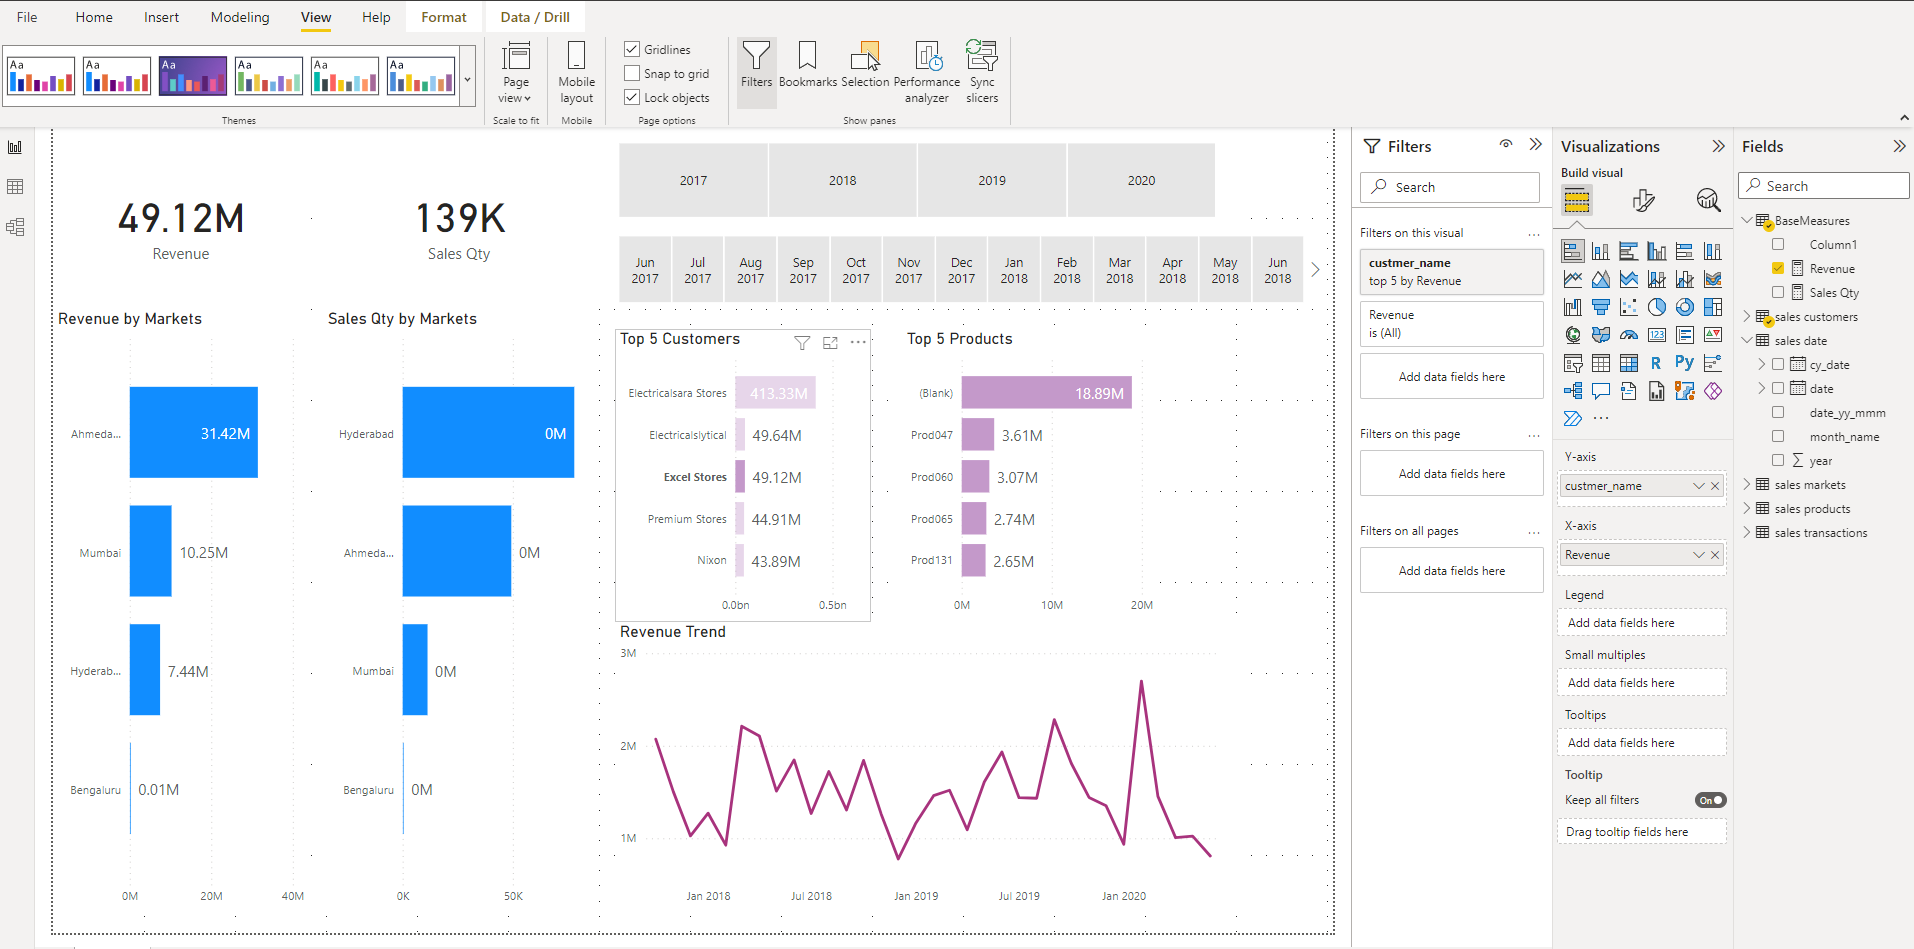 File Home Insert Modeling View Help Format Data / Drill
Aa Aa Aa Aa Aa Aa
Page
view
Mobile
layout
Gridlines
Snap to grid
Lock objects
Filters Bookmarks Selection Performance
analyzer
Sync
slicers
Themes Scale to fit Mobile Page options Show panes
49.12M
Revenue
139K
Sales Qty
2017 2018 2019 2020
Jun
2017
Jul
2017
Aug
2017
Sep
2017
Oct
2017
Nov
2017
Dec
2017
Jan
2018
Feb
2018
Mar
2018
Apr
2018
May
2018
Jun
2018
Revenue by Markets
Ahmeda... 31.42M
Mumbai 10.25M
Hyderab... 7.44M
Bengaluru 0.01M
0M 20M 40M
Sales Qty by Markets
Hyderabad 0M
Ahmeda... 0M
Mumbai 0M
Bengaluru 0M
0K 50K
Top 5 Customers
Electricalsara Stores 413.33M
Electricalslytical 49.64M
Excel Stores 49.12M
Premium Stores 44.91M
Nixon 43.89M
0.0bn 0.5bn
Top 5 Products
(Blank) 18.89M
Prod047 3.61M
Prod060 3.07M
Prod065 2.74M
Prod131 2.65M
0M 10M 20M
Revenue Trend
3M
2M
1M
Jan 2018 Jul 2018 Jan 2019 Jul 2019 Jan 2020
Filters
Search
Filters on this visual ...
custmer_name
top 5 by Revenue
Revenue
is (All)
Add data fields here
Filters on this page ...
Add data fields here
Filters on all pages ...
Add data fields here
Visualizations
Build visual
123
R Py
...
Y-axis
custmer_name
X-axis
Revenue
Legend
Add data fields here
Small multiples
Add data fields here
Tooltips
Add data fields here
Tooltip
Keep all filters On
Drag tooltip fields here
Fields
Search
BaseMeasures
Column1
Revenue
Sales Qty
sales customers
sales date
cy_date
date
date_yy_mmm
month_name
∑ year
sales markets
sales products
sales transactions